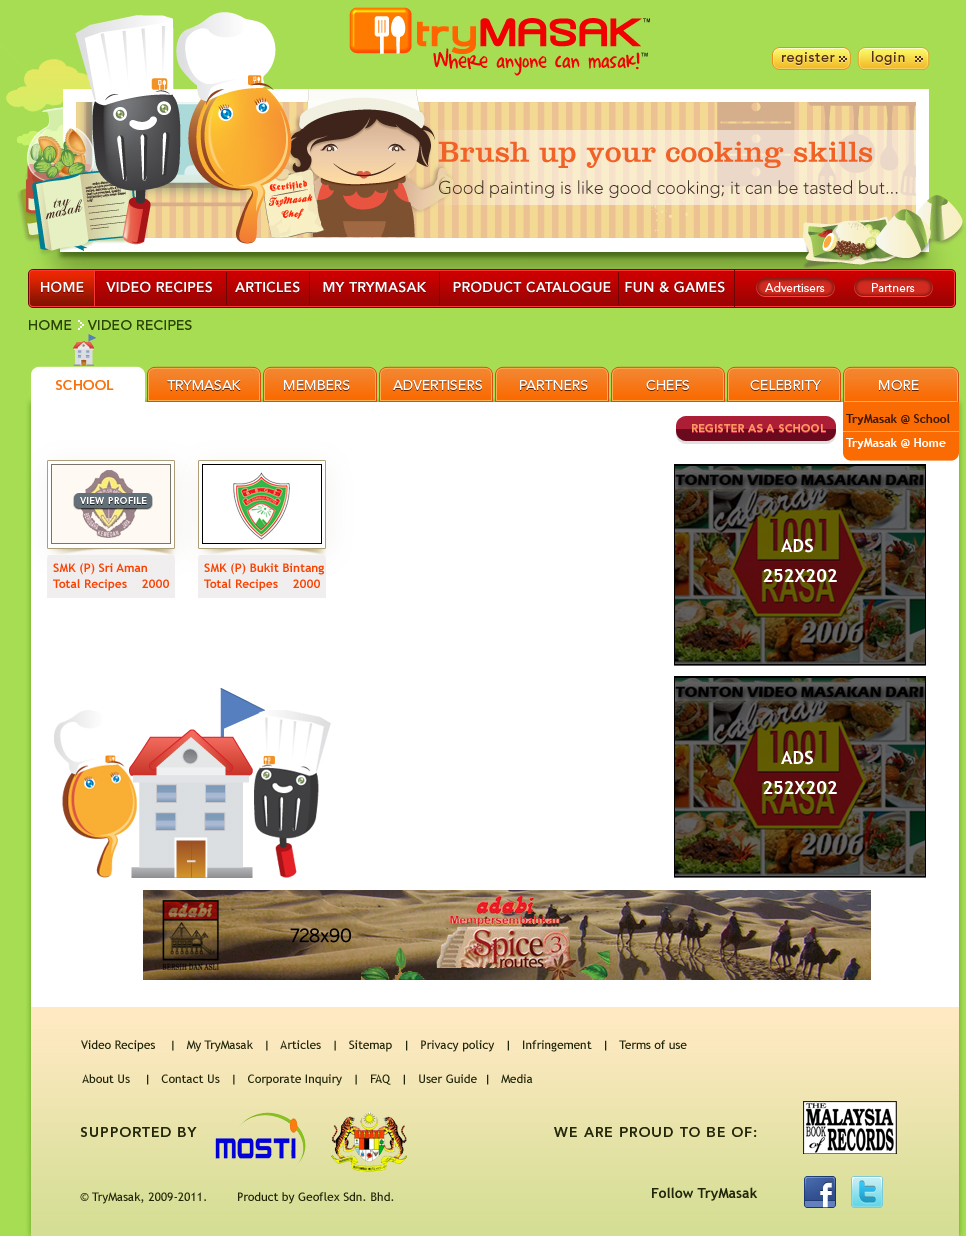 tryMASAK™
Where anyone can masak!™
register
login
Brush up your cooking skills
Good painting is like good cooking; it can be tasted but...
try
masak
Certified
TryMasak
Chef
HOME VIDEO RECIPES ARTICLES MY TRYMASAK PRODUCT CATALOGUE FUN & GAMES Advertisers Partners
HOME VIDEO RECIPES
SCHOOL TRYMASAK MEMBERS ADVERTISERS PARTNERS CHEFS CELEBRITY MORE
TryMasak @ School
TryMasak @ Home
REGISTER AS A SCHOOL
VIEW PROFILE
SMK (P) Sri Aman
Total Recipes 2000
SMK (P) Bukit Bintang
Total Recipes 2000
TONTON VIDEO MASAKAN DARI
cabaran
1001
RASA
2006
ADS
252X202
TONTON VIDEO MASAKAN DARI
cabaran
1001
RASA
2006
ADS
252X202
adabi
BERSIH DAN ASLI
728x90
adabi
Mempersembahkan
Spice 3
routes
Video Recipes | My TryMasak | Articles | Sitemap | Privacy policy | Infringement | Terms of use
About Us | Contact Us | Corporate Inquiry | FAQ | User Guide | Media
SUPPORTED BY
MOSTI
WE ARE PROUD TO BE OF:
THE
MALAYSIA
BOOK of RECORDS
© TryMasak, 2009-2011. Product by Geoflex Sdn. Bhd.
Follow TryMasak
f
t